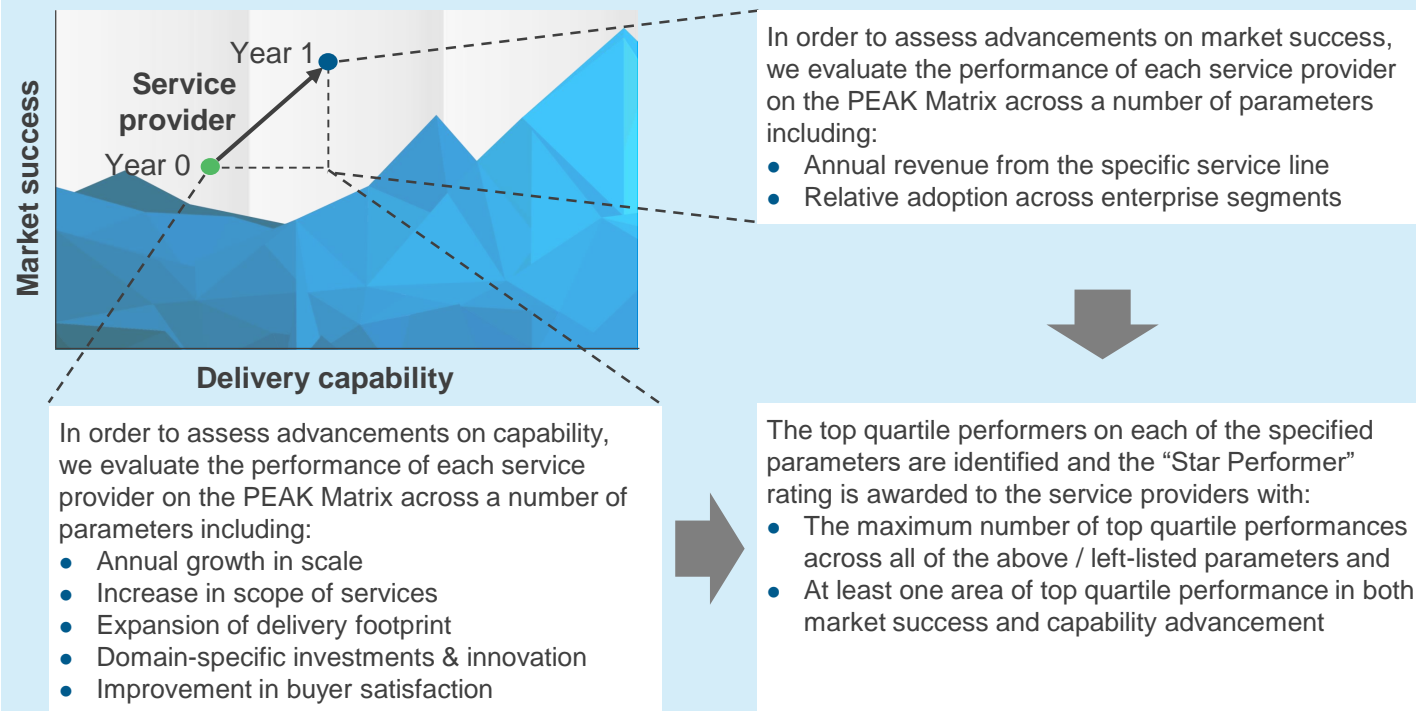 Market success
Year 1
Service
provider
Year 0
Delivery capability
In order to assess advancements on market success,
we evaluate the performance of each service provider
on the PEAK Matrix across a number of parameters
including:
● Annual revenue from the specific service line
● Relative adoption across enterprise segments
In order to assess advancements on capability,
we evaluate the performance of each service
provider on the PEAK Matrix across a number of
parameters including:
● Annual growth in scale
● Increase in scope of services
● Expansion of delivery footprint
● Domain-specific investments & innovation
● Improvement in buyer satisfaction
The top quartile performers on each of the specified
parameters are identified and the “Star Performer”
rating is awarded to the service providers with:
● The maximum number of top quartile performances
across all of the above / left-listed parameters and
● At least one area of top quartile performance in both
market success and capability advancement